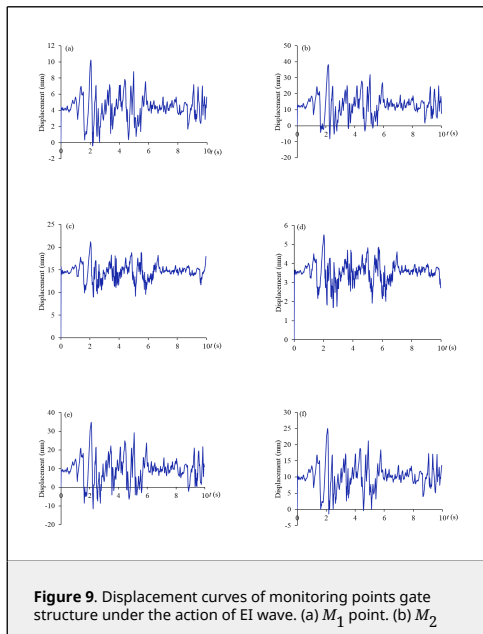 (a)
12
10
8
6
4
2
0
-2
Displacement (mm)
0 2 4 6 8 10 t (s)
(b)
50
40
30
20
10
0
-10
-20
Displacement (mm)
0 2 4 6 8 10 t (s)
(c)
25
20
15
10
5
0
Displacement (mm)
0 2 4 6 8 10 t (s)
(d)
6
5
4
3
2
1
0
Displacement (mm)
0 2 4 6 8 10 t (s)
(e)
40
30
20
10
0
-10
-20
Displacement (mm)
0 2 4 6 8 10 t (s)
(f)
30
25
20
15
10
5
0
-5
Displacement (mm)
0 2 4 6 8 10 t (s)
Figure 9. Displacement curves of monitoring points gate
structure under the action of EI wave. (a) M1 point. (b) M2